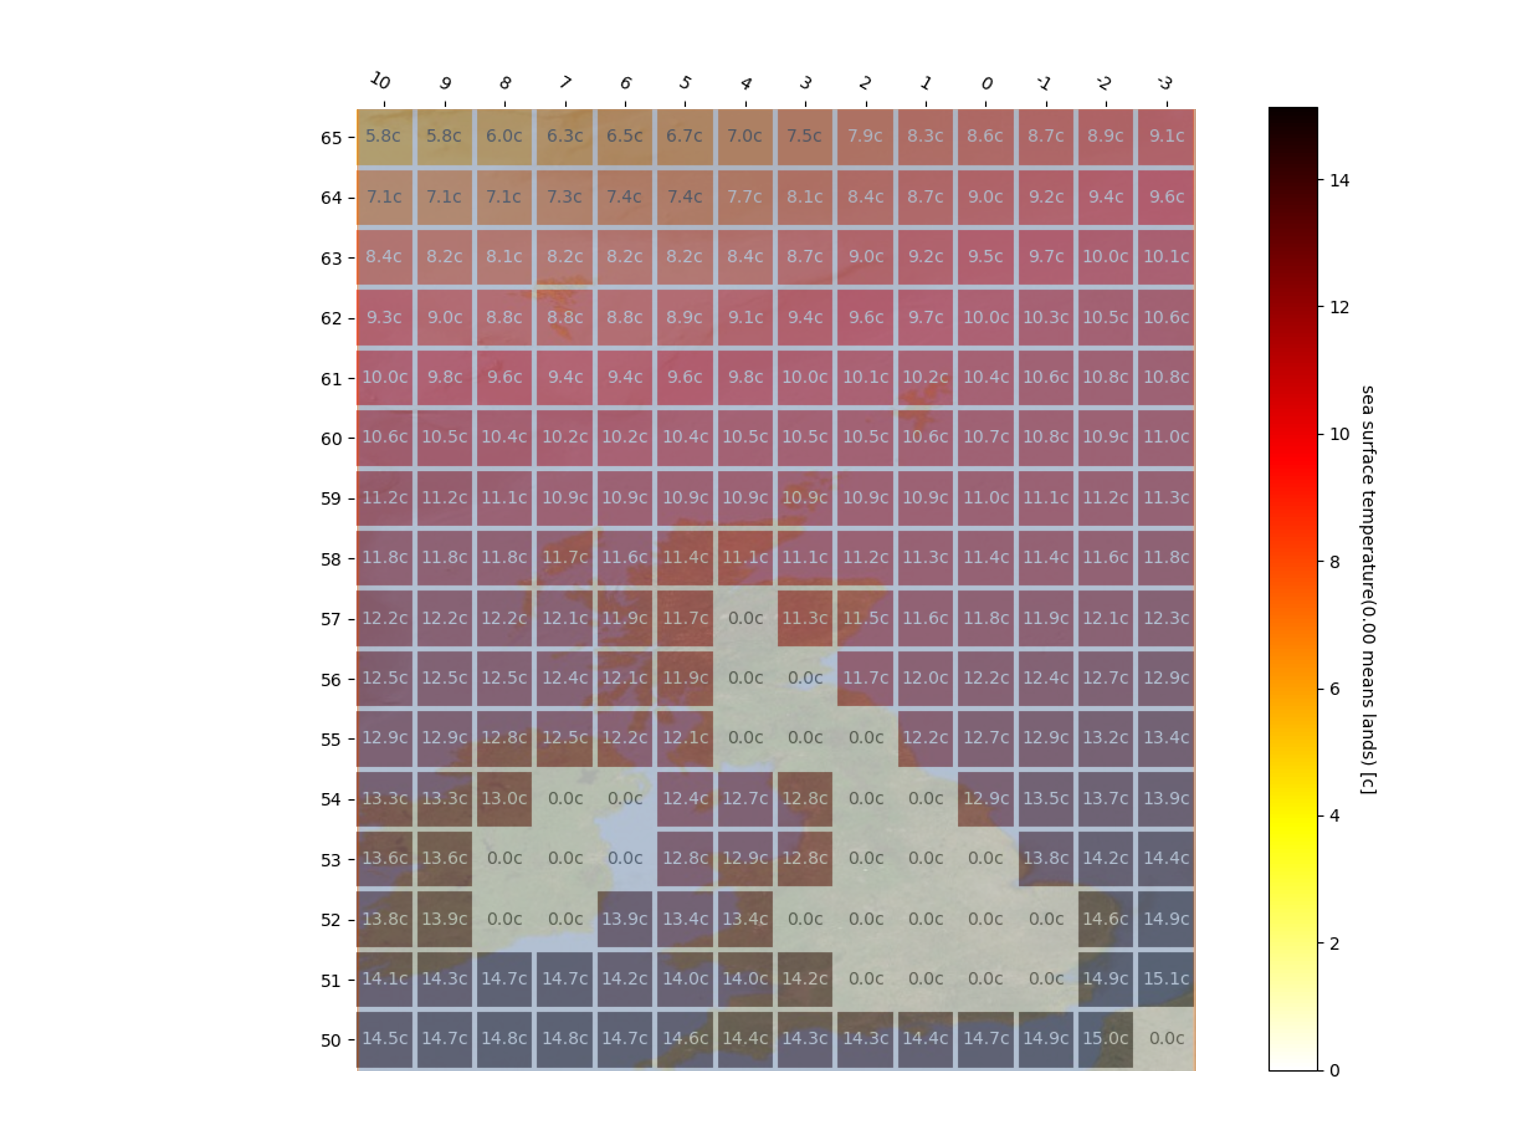 10 9 8 7 6 5 4 3 2 1 0 -1 -2 -3
65 5.8c 5.8c 6.0c 6.3c 6.5c 6.7c 7.0c 7.5c 7.9c 8.3c 8.6c 8.7c 8.9c 9.1c
64 7.1c 7.1c 7.1c 7.3c 7.4c 7.4c 7.7c 8.1c 8.4c 8.7c 9.0c 9.2c 9.4c 9.6c
63 8.4c 8.2c 8.1c 8.2c 8.2c 8.2c 8.4c 8.7c 9.0c 9.2c 9.5c 9.7c 10.0c 10.1c
62 9.3c 9.0c 8.8c 8.8c 8.8c 8.9c 9.1c 9.4c 9.6c 9.7c 10.0c 10.3c 10.5c 10.6c
61 10.0c 9.8c 9.6c 9.4c 9.4c 9.6c 9.8c 10.0c 10.1c 10.2c 10.4c 10.6c 10.8c 10.8c
60 10.6c 10.5c 10.4c 10.2c 10.2c 10.4c 10.5c 10.5c 10.5c 10.6c 10.7c 10.8c 10.9c 11.0c
59 11.2c 11.2c 11.1c 10.9c 10.9c 10.9c 10.9c 10.9c 10.9c 10.9c 11.0c 11.1c 11.2c 11.3c
58 11.8c 11.8c 11.8c 11.7c 11.6c 11.4c 11.1c 11.1c 11.2c 11.3c 11.4c 11.4c 11.6c 11.8c
57 12.2c 12.2c 12.2c 12.1c 11.9c 11.7c 0.0c 11.3c 11.5c 11.6c 11.8c 11.9c 12.1c 12.3c
56 12.5c 12.5c 12.5c 12.4c 12.1c 11.9c 0.0c 0.0c 11.7c 12.0c 12.2c 12.4c 12.7c 12.9c
55 12.9c 12.9c 12.8c 12.5c 12.2c 12.1c 0.0c 0.0c 0.0c 12.2c 12.7c 12.9c 13.2c 13.4c
54 13.3c 13.3c 13.0c 0.0c 0.0c 12.4c 12.7c 12.8c 0.0c 0.0c 12.9c 13.5c 13.7c 13.9c
53 13.6c 13.6c 0.0c 0.0c 0.0c 12.8c 12.9c 12.8c 0.0c 0.0c 0.0c 13.8c 14.2c 14.4c
52 13.8c 13.9c 0.0c 0.0c 13.9c 13.4c 13.4c 0.0c 0.0c 0.0c 0.0c 0.0c 14.6c 14.9c
51 14.1c 14.3c 14.7c 14.7c 14.2c 14.0c 14.0c 14.2c 0.0c 0.0c 0.0c 0.0c 14.9c 15.1c
50 14.5c 14.7c 14.8c 14.8c 14.7c 14.6c 14.4c 14.3c 14.3c 14.4c 14.7c 14.9c 15.0c 0.0c
14
12
10
8
6
4
2
0
sea surface temperature(0.00 means lands) [c]